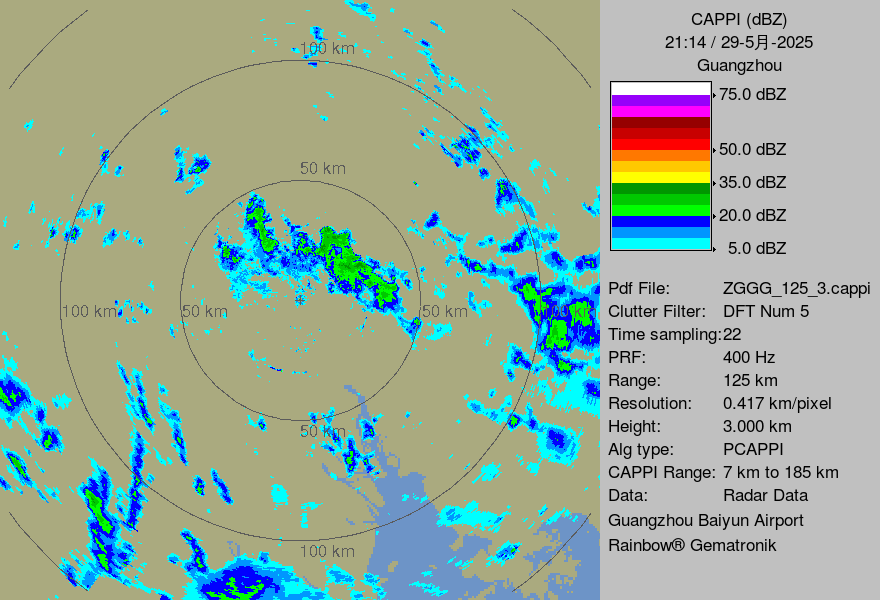 CAPPI (dBZ)
21:14 / 29-5月-2025
Guangzhou
75.0 dBZ
50.0 dBZ
35.0 dBZ
20.0 dBZ
5.0 dBZ
Pdf File: ZGGG_125_3.cappi
Clutter Filter: DFT Num 5
Time sampling:22
PRF: 400 Hz
Range: 125 km
Resolution: 0.417 km/pixel
Height: 3.000 km
Alg type: PCAPPI
CAPPI Range: 7 km to 185 km
Data: Radar Data
Guangzhou Baiyun Airport
Rainbow® Gematronik
100 km
50 km
100 km
50 km
50 km
100 km
50 km
100 km